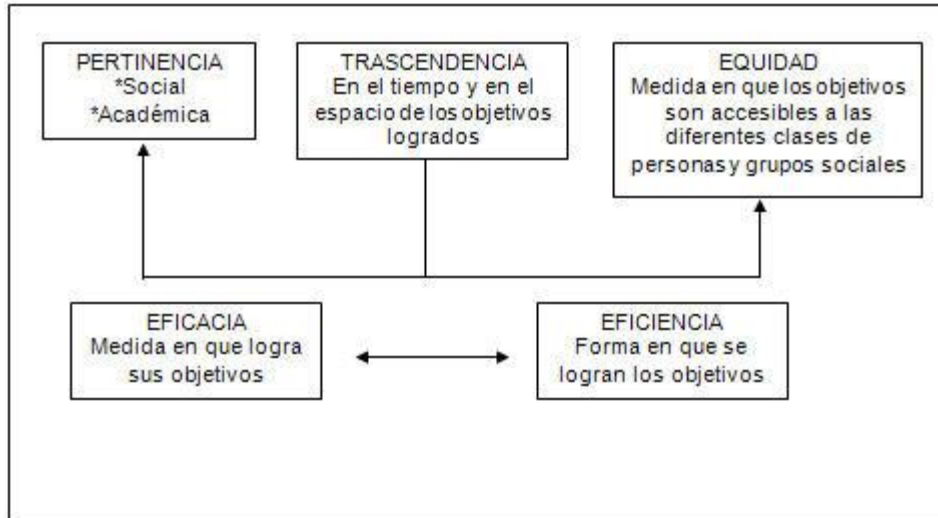 PERTINENCIA
*Social
*Académica
TRASCENDENCIA
En el tiempo y en el
espacio de los objetivos
logrados
EQUIDAD
Medida en que los objetivos
son accesibles a las
diferentes clases de
personas y grupos sociales
EFICACIA
Medida en que logra
sus objetivos
EFICIENCIA
Forma en que se
logran los objetivos